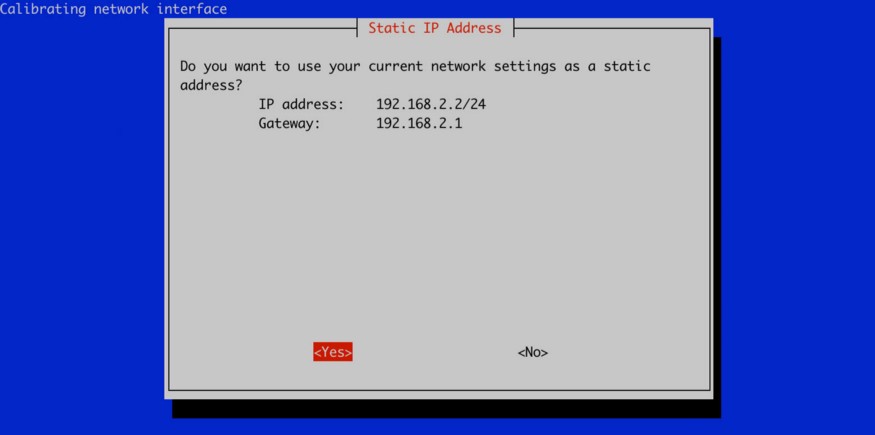 Calibrating network interface
Static IP Address
Do you want to use your current network settings as a static
address?
IP address: 192.168.2.2/24
Gateway: 192.168.2.1
<Yes> <No>